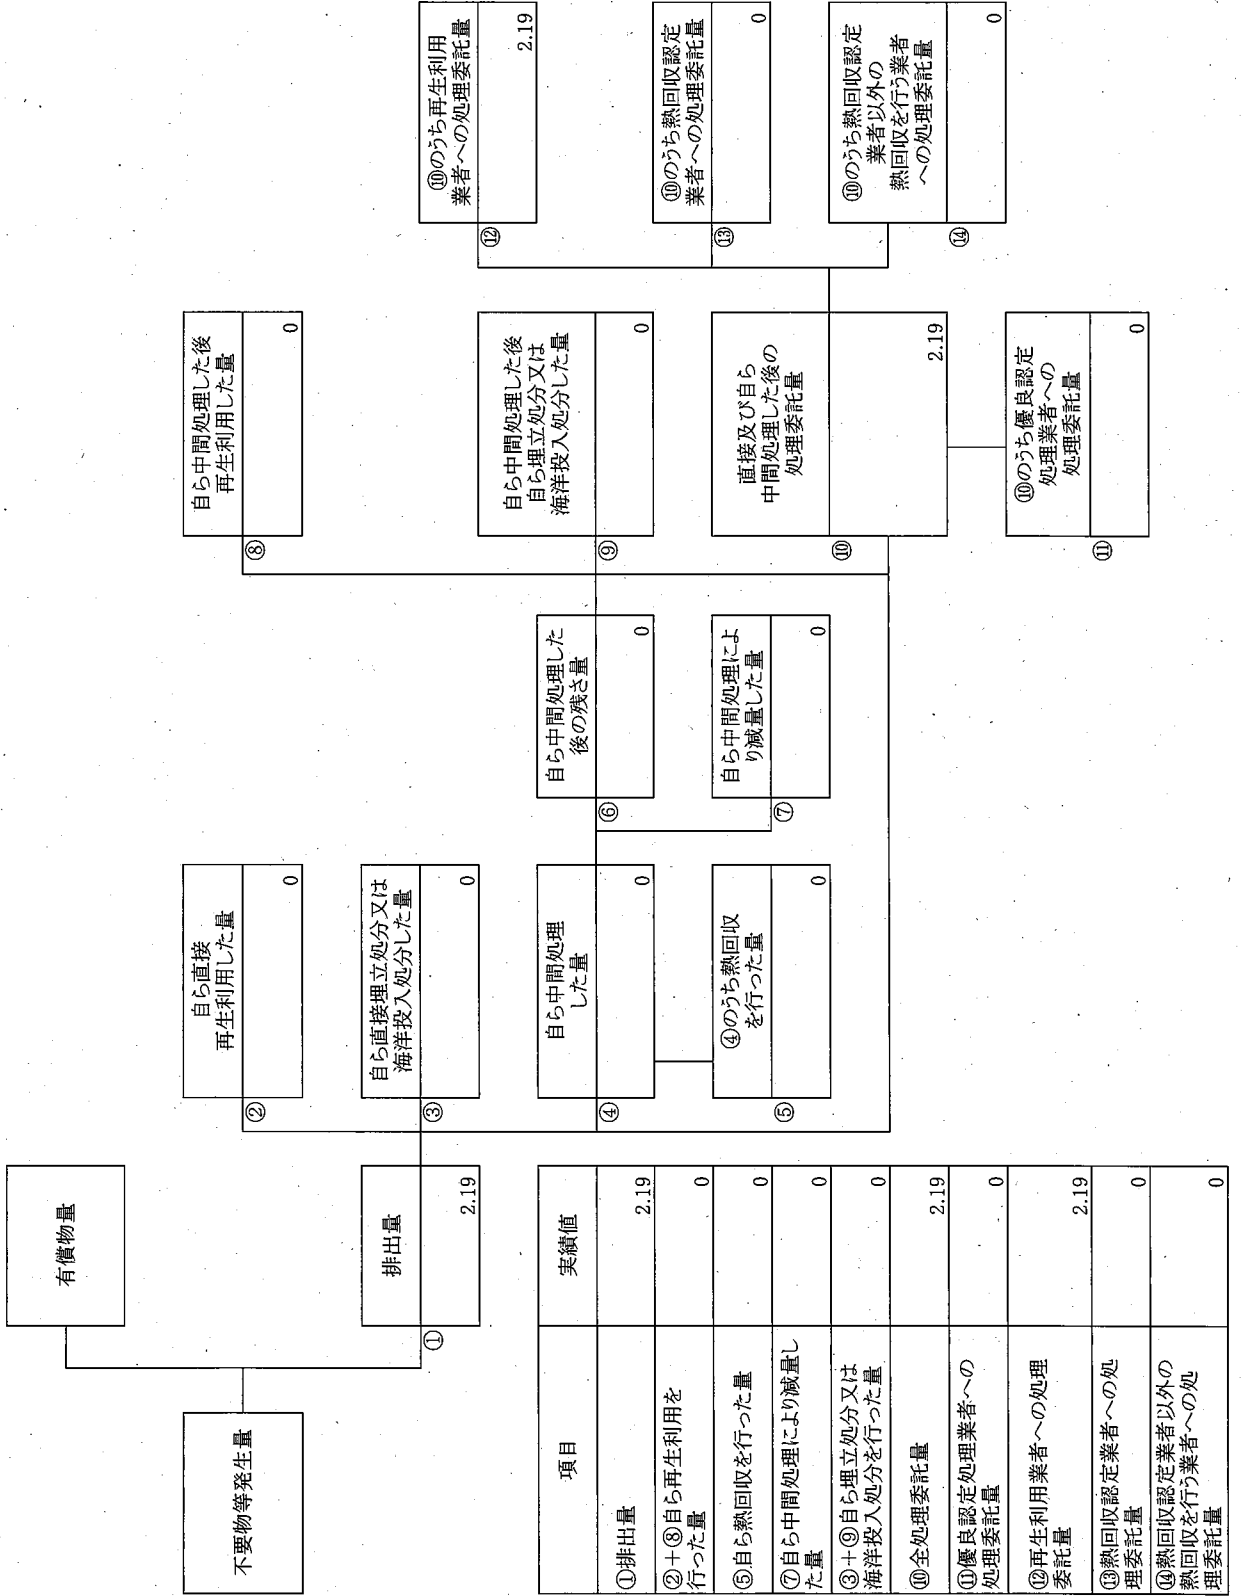 有償物量
不要物等発生量
排出量
①
2.19
自ら直接
再生利用した量
②
0
自ら直接埋立処分又は
海洋投入処分した量
③
0
自ら中間処理
した量
④
0
④のうち熱回収
を行った量
⑤
0
自ら中間処理した
後の残さ量
⑥
0
自ら中間処理によ
り減量した量
⑦
0
自ら中間処理した後
再生利用した量
⑧
0
自ら中間処理した後
自ら埋立処分又は
海洋投入処分した量
⑨
0
直接及び自ら
中間処理した後の
処理委託量
⑩
2.19
⑩のうち優良認定
処理業者への
処理委託量
⑪
0
⑩のうち再生利用
業者への処理委託量
⑫
2.19
⑩のうち熱回収認定
業者への処理委託量
⑬
0
⑩のうち熱回収認定
業者以外の
熱回収を行う業者
への処理委託量
⑭
0
項目 実績値
①排出量 2.19
②+⑧自ら再生利用を
行った量 0
⑤自ら熱回収を行った量 0
⑦自ら中間処理により減量し
た量 0
③+⑨自ら埋立処分又は
海洋投入処分を行った量 0
⑩全処理委託量 2.19
⑪優良認定処理業者への
処理委託量 0
⑫再生利用業者への処理
委託量 2.19
⑬熱回収認定業者への処
理委託量 0
⑭熱回収認定業者以外の
熱回収を行う業者への処
理委託量 0